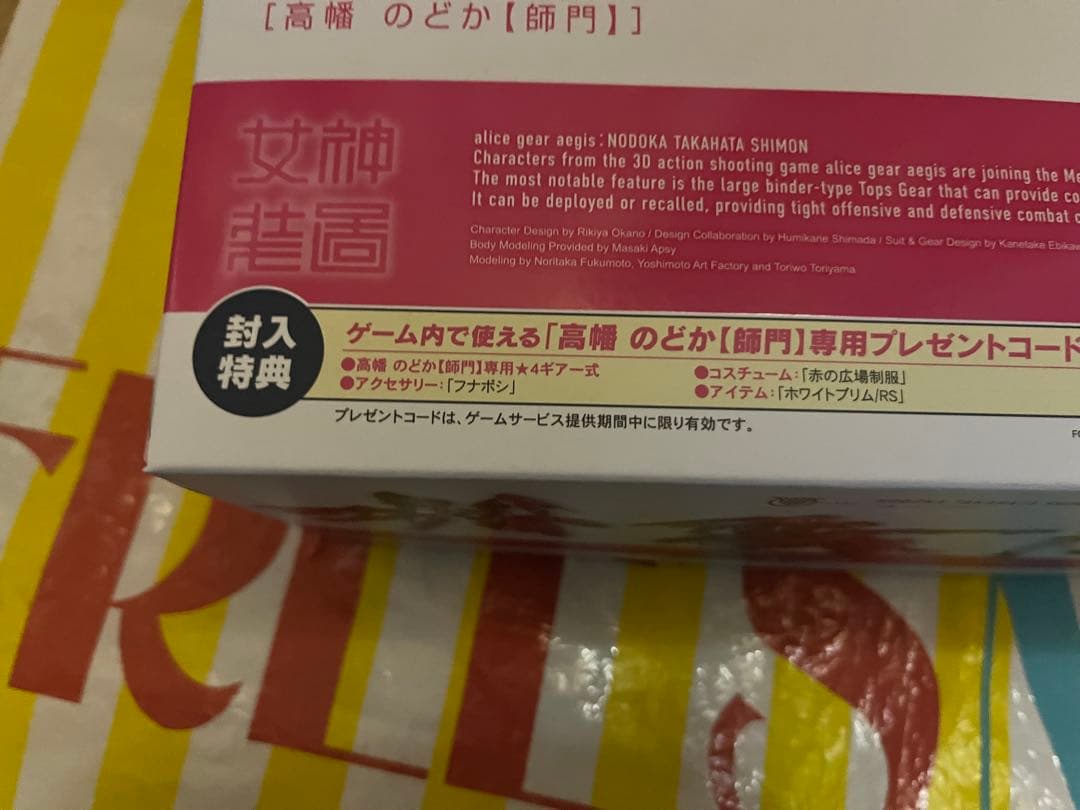 [高幡 のどか【師門】]
女神
装置
alice gear aegis：NODOKA TAKAHATA SHIMON
Characters from the 3D action shooting game alice gear aegis are joining the Me
The most notable feature is the large binder-type Tops Gear that can provide co
It can be deployed or recalled, providing tight offensive and defensive combat c
Character Design by Rikiya Okano / Design Collaboration by Humikane Shimada / Suit & Gear Design by Kanetake Ebikaw
Body Modeling Provided by Masaki Apsy
Modeling by Noritaka Fukumoto, Yoshimoto Art Factory and Toriwo Toriyama
封入
特典
ゲーム内で使える「高幡 のどか【師門】専用プレゼントコード
●高幡 のどか【師門】専用★4ギア一式
●コスチューム：「赤の広場制服」
●アクセサリー：「フナボシ」
●アイテム：「ホワイトプリム/RS」
プレゼントコードは、ゲームサービス提供期間中に限り有効です。